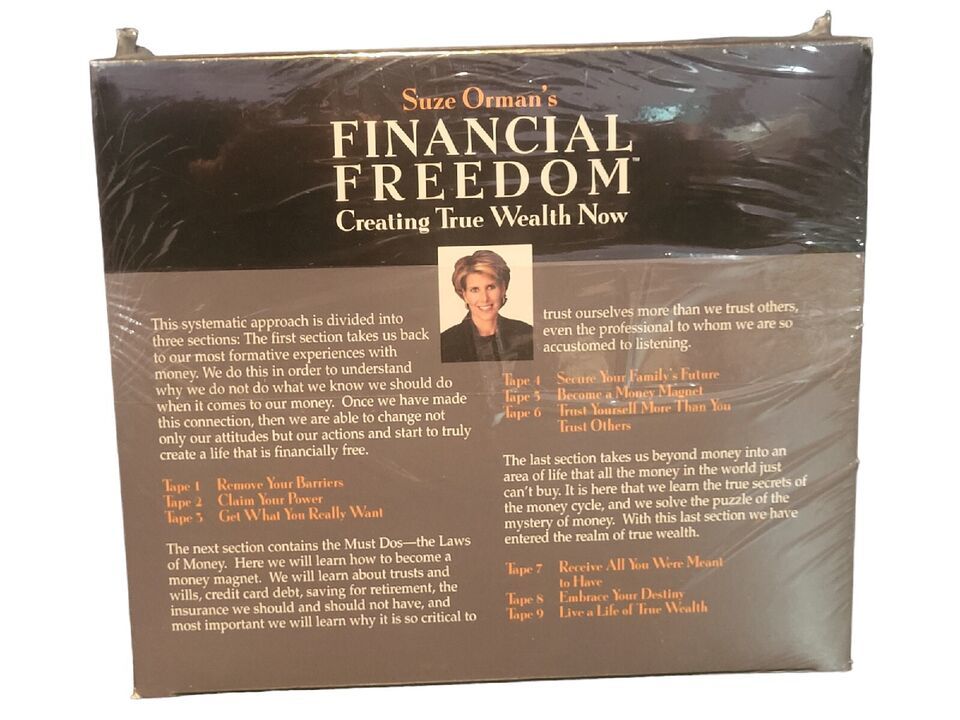 Suze Orman's
FINANCIAL
FREEDOM™
Creating True Wealth Now
This systematic approach is divided into
three sections: The first section takes us back
to our most formative experiences with
money. We do this in order to understand
why we do not do what we know we should do
when it comes to our money. Once we have made
this connection, then we are able to change not
only our attitudes but our actions and start to truly
create a life that is financially free.
Tape 1 Remove Your Barriers
Tape 2 Claim Your Power
Tape 3 Get What You Really Want
The next section contains the Must Dos—the Laws
of Money. Here we will learn how to become a
money magnet. We will learn about trusts and
wills, credit card debt, saving for retirement, the
insurance we should and should not have, and
most important we will learn why it is so critical to
trust ourselves more than we trust others,
even the professional to whom we are so
accustomed to listening.
Tape 4 Secure Your Family's Future
Tape 5 Become a Money Magnet
Tape 6 Trust Yourself More Than You
Trust Others
The last section takes us beyond money into an
area of life that all the money in the world just
can't buy. It is here that we learn the true secrets of
the money cycle, and we solve the puzzle of the
mystery of money. With this last section we have
entered the realm of true wealth.
Tape 7 Receive All You Were Meant
to Have
Tape 8 Embrace Your Destiny
Tape 9 Live a Life of True Wealth